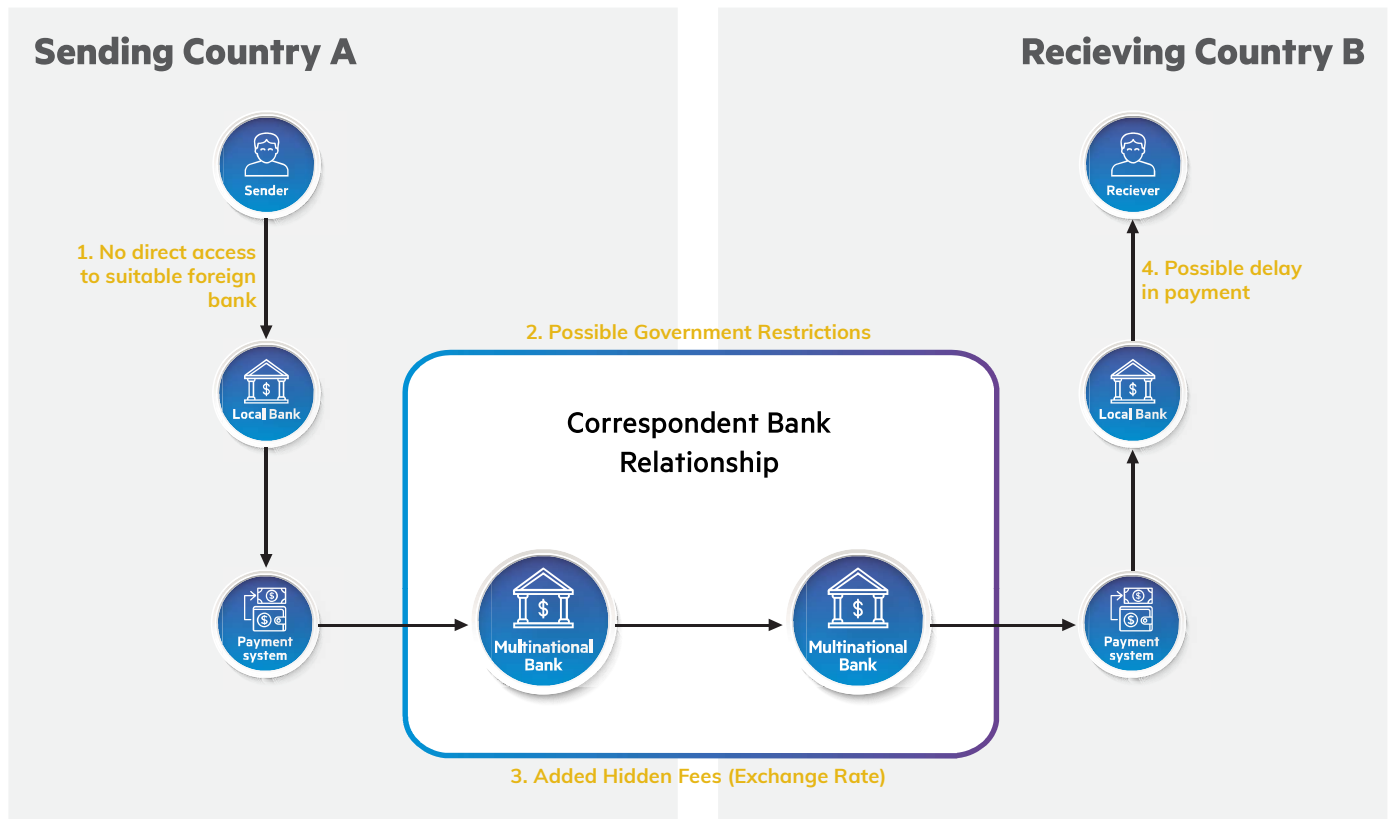 Sending Country A
Recieving Country B
Sender
Reciever
1. No direct access
to suitable foreign
bank
4. Possible delay
in payment
2. Possible Government Restrictions
$
Local Bank
$
Local Bank
Correspondent Bank
Relationship
$
$
Payment
system
$
Multinational
Bank
$
Multinational
Bank
$
$
Payment
system
3. Added Hidden Fees (Exchange Rate)